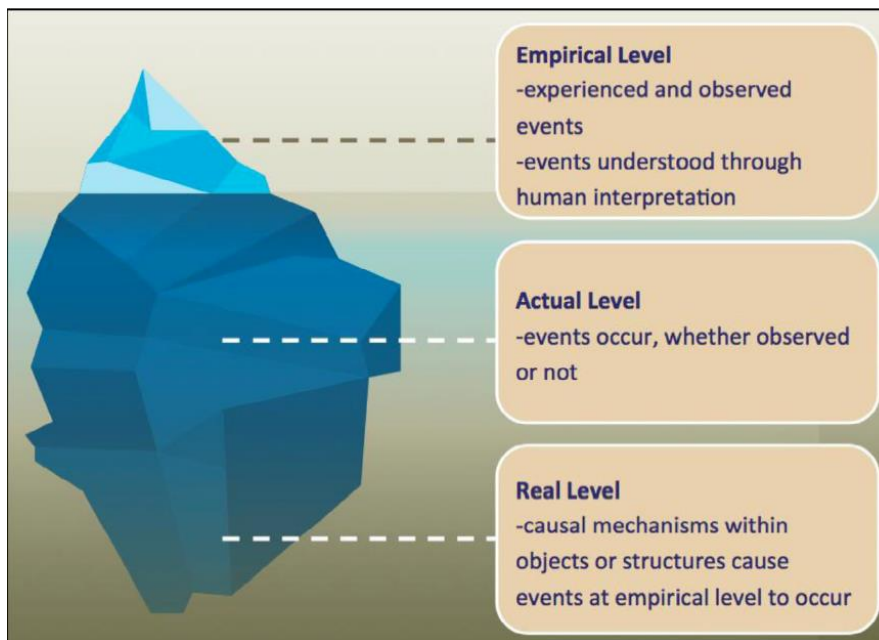 Empirical Level
-experienced and observed
events
-events understood through
human interpretation
Actual Level
-events occur, whether observed
or not
Real Level
-causal mechanisms within
objects or structures cause
events at empirical level to occur